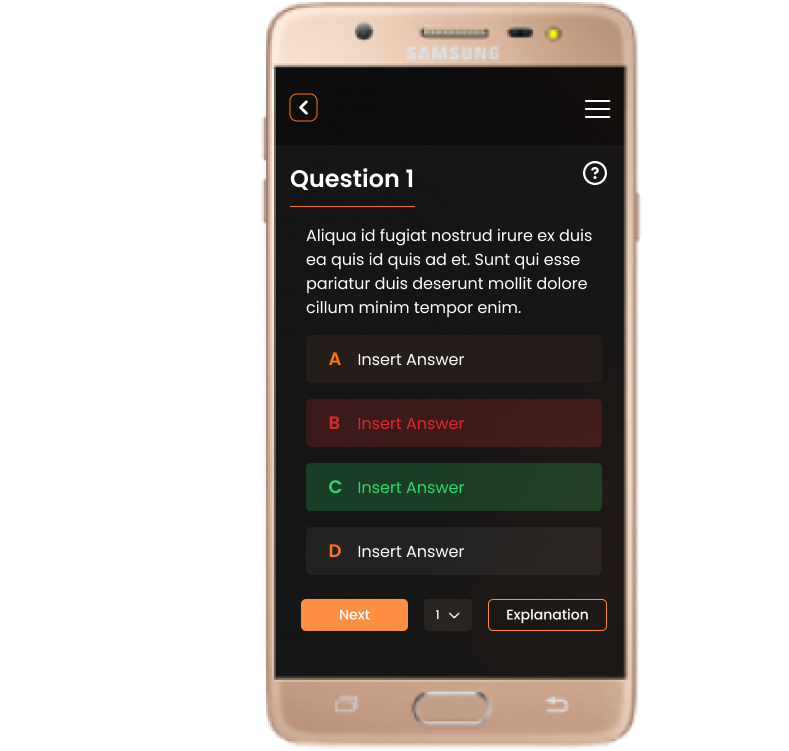 SAMSUNG
Question 1
Aliqua id fugiat nostrud irure ex duis
ea quis id quis ad et. Sunt qui esse
pariatur duis deserunt mollit dolore
cillum minim tempor enim.
A Insert Answer
B Insert Answer
C Insert Answer
D Insert Answer
Next 1 Explanation